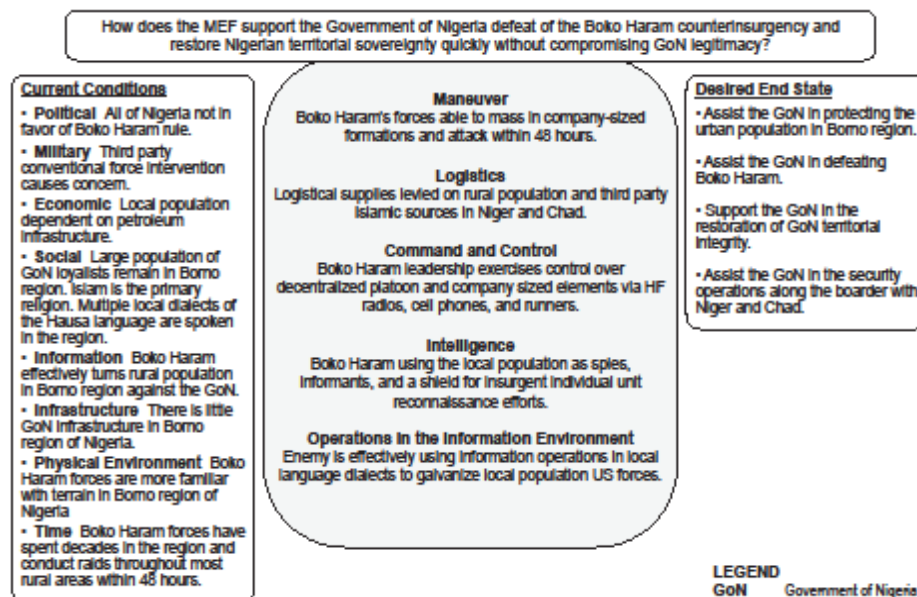 How does the MEF support the Government of Nigeria defeat of the Boko Haram counterinsurgency and
restore Nigerian territorial sovereignty quickly without compromising GoN legitimacy?
Current Conditions
• Political All of Nigeria not in
favor of Boko Haram rule.
• Military Third party
conventional force intervention
causes concern.
• Economic Local population
dependent on petroleum
infrastructure.
• Social Large population of
GoN loyalists remain in Borno
region. Islam is the primary
religion. Multiple local dialects of
the Hausa language are spoken
in the region.
• Information Boko Haram
effectively turns rural population
in Borno region against the GoN.
• Infrastructure There is little
GoN infrastructure in Borno
region of Nigeria.
• Physical Environment Boko
Haram forces are more familiar
with terrain in Borno region of
Nigeria
• Time Boko Haram forces have
spent decades in the region and
conduct raids throughout most
rural areas within 48 hours.
Maneuver
Boko Haram's forces able to mass in company-sized
formations and attack within 48 hours.
Logistics
Logistical supplies levied on rural population and third party
Islamic sources in Niger and Chad.
Command and Control
Boko Haram leadership exercises control over
decentralized platoon and company sized elements via HF
radios, cell phones, and runners.
Intelligence
Boko Haram using the local population as spies,
informants, and a shield for insurgent individual unit
reconnaissance efforts.
Operations in the Information Environment
Enemy is effectively using information operations in local
language dialects to galvanize local population US forces.
Desired End State
• Assist the GoN in protecting the
urban population in Borno region.
• Assist the GoN in defeating
Boko Haram.
• Support the GoN in the
restoration of GoN territorial
integrity.
• Assist the GoN in the security
operations along the boarder with
Niger and Chad.
LEGEND
GoN Government of Nigeria